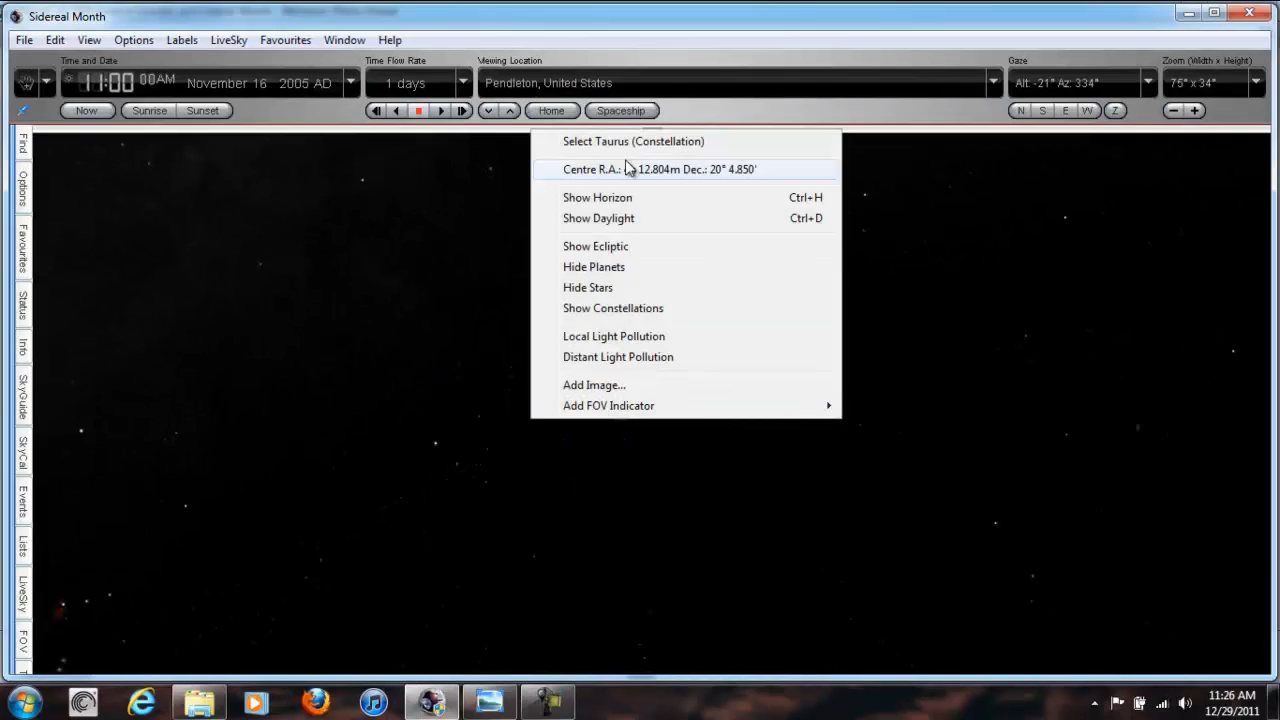 Sidereal Month
File Edit View Options Labels LiveSky Favourites Window Help
Time and Date Time Flow Rate Viewing Location Gaze Zoom (Width x Height)
11:00 00AM November 16 2005 AD 1 days Pendleton, United States Alt: -21° Az: 334° 75° x 34°
Now Sunrise Sunset Home Spaceship N S E W Z
Find
Options
Favourites
Status
Info
SkyGuide
SkyCal
Events
Lists
LiveSky
FOV
Select Taurus (Constellation)
Centre R.A.: 12.804m Dec.: 20° 4.850'
Show Horizon Ctrl+H
Show Daylight Ctrl+D
Show Ecliptic
Hide Planets
Hide Stars
Show Constellations
Local Light Pollution
Distant Light Pollution
Add Image...
Add FOV Indicator
11:26 AM
12/29/2011